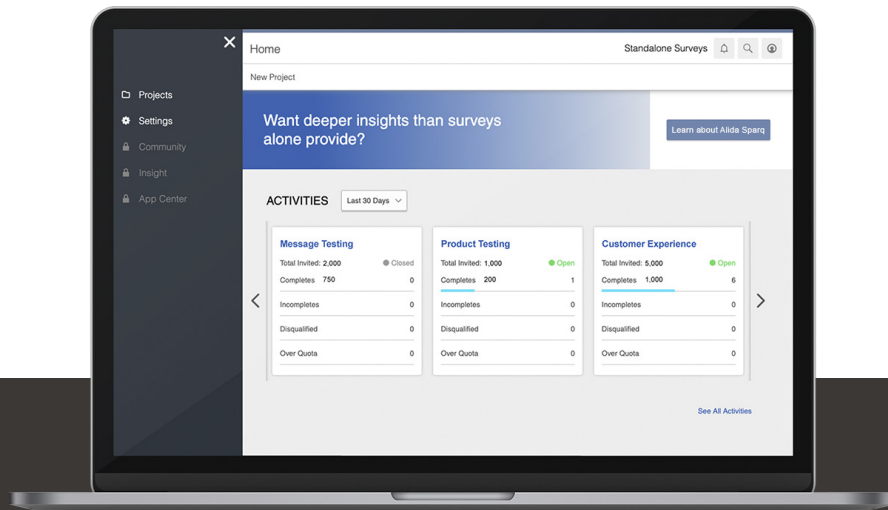 Home
Standalone Surveys
New Project
Projects
Settings
Community
Insight
App Center
Want deeper insights than surveys
alone provide?
Learn about Alida Sparq
ACTIVITIES
Last 30 Days
Message Testing
Total Invited: 2,000
Closed
Completes 750 0
Incompletes 0
Disqualified 0
Over Quota 0
Product Testing
Total Invited: 1,000
Open
Completes 200 1
Incompletes 0
Disqualified 0
Over Quota 0
Customer Experience
Total Invited: 5,000
Open
Completes 1,000 6
Incompletes 0
Disqualified 0
Over Quota 0
See All Activities